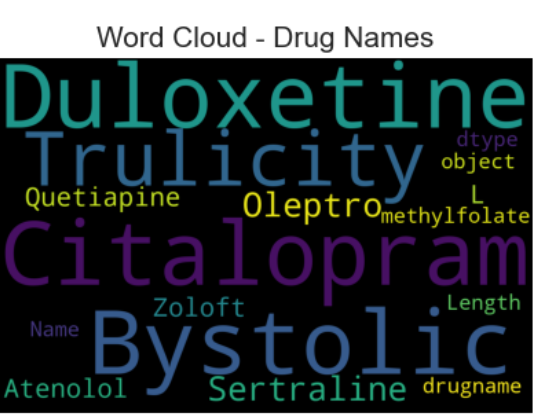 Word Cloud - Drug Names
Duloxetine
Trulicity
dtype
object
Quetiapine
Oleptro
L
methylfolate
Citalopram
Zoloft
Length
Name
Bystolic
Atenolol
Sertraline
drugname